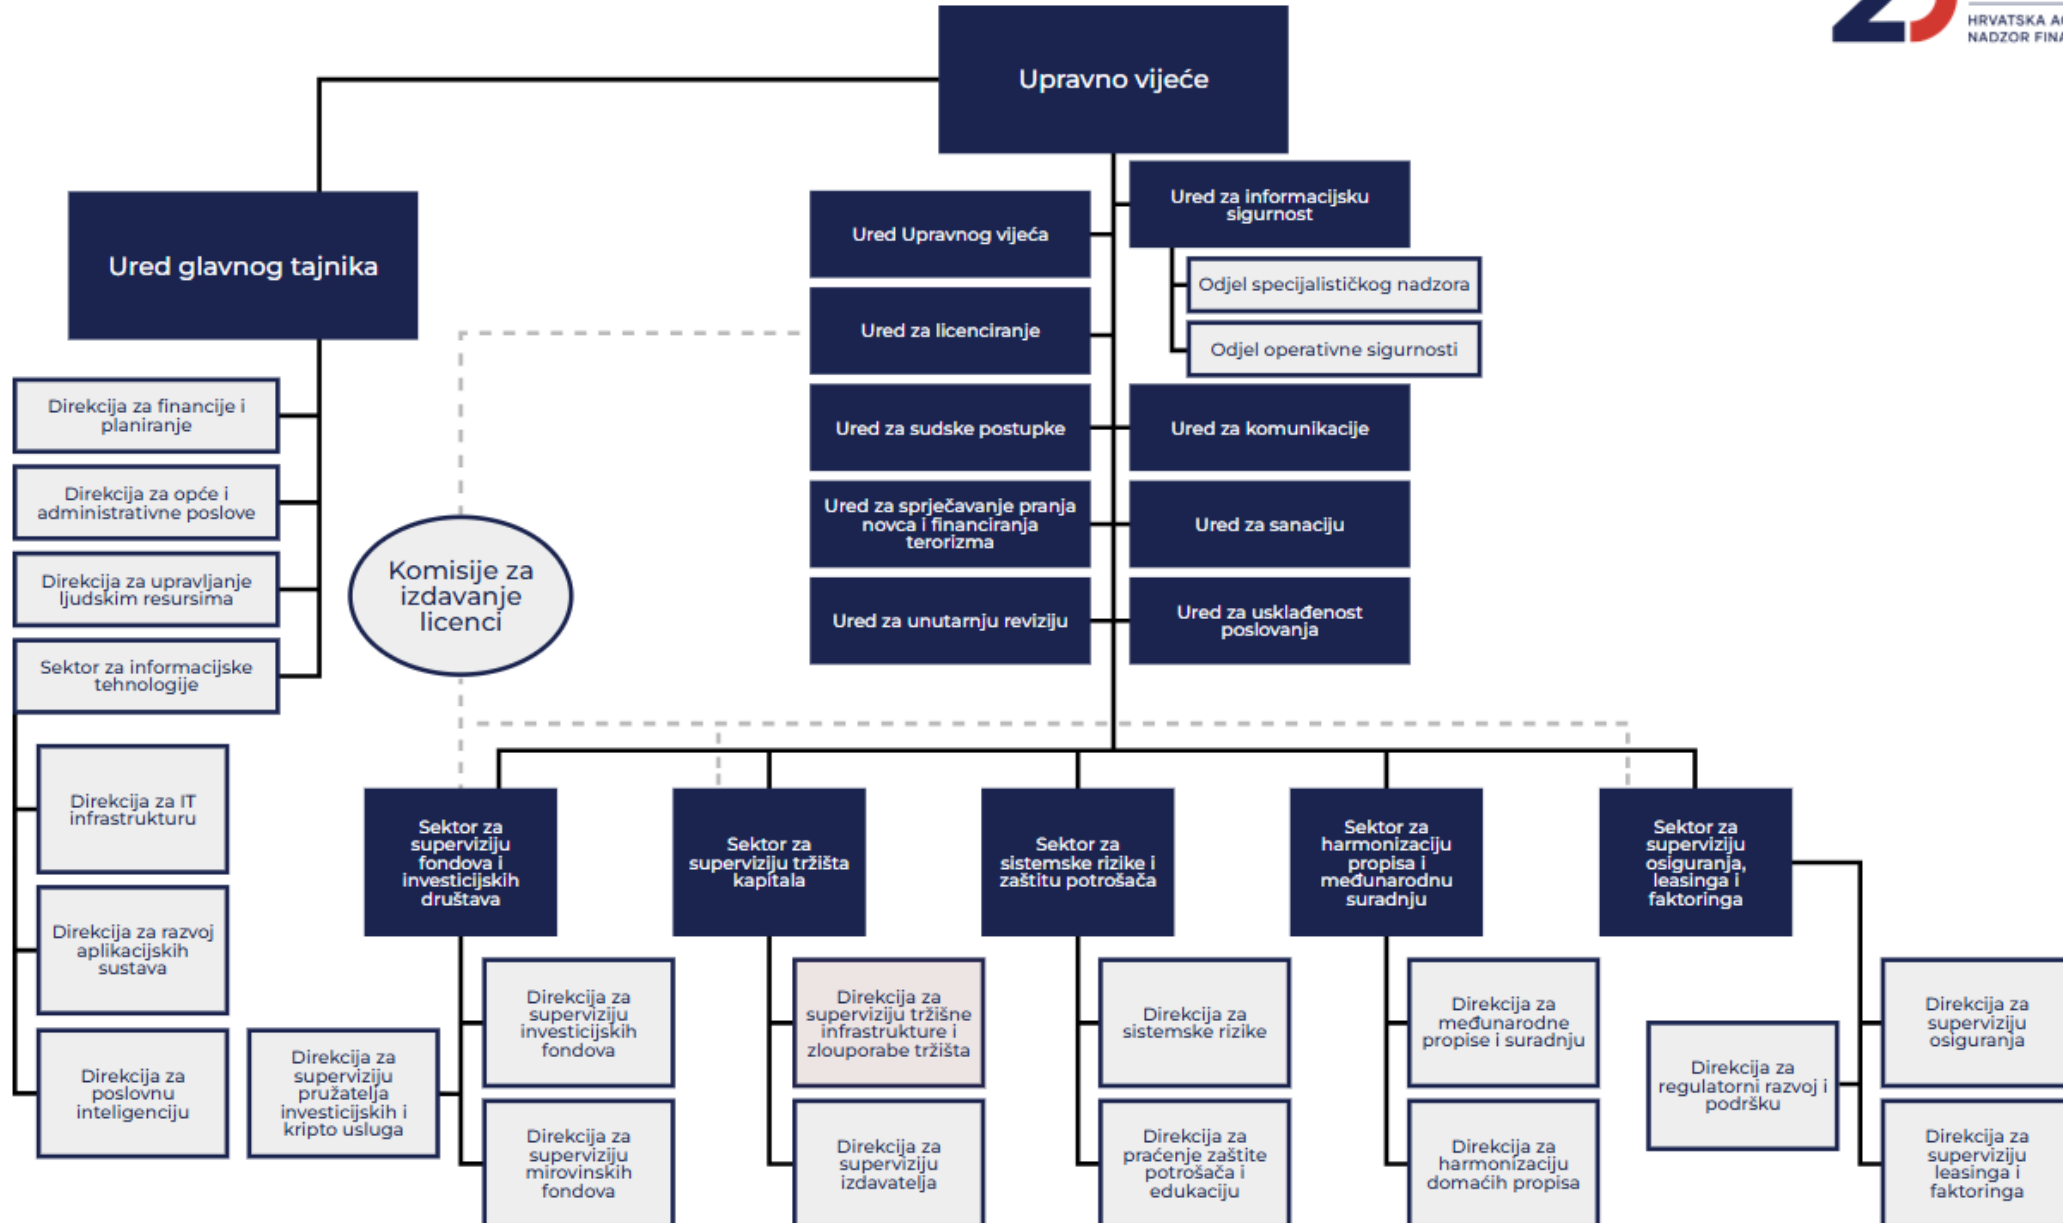 HRVATSKA
NADZOR
Upravno vijeće
Ured glavnog tajnika
Ured Upravnog vijeća
Ured za informacijsku
sigurnost
Odjel specijalističkog nadzora
Odjel operativne sigurnosti
Ured za licenciranje
Ured za sudske postupke
Ured za komunikacije
Ured za sprječavanje pranja
novca i financiranja
terorizma
Ured za sanaciju
Ured za unutarnju reviziju
Ured za usklađenost
poslovanja
Direkcija za financije i
planiranje
Direkcija za opće i
administrativne poslove
Direkcija za upravljanje
ljudskim resursima
Sektor za informacijske
tehnologije
Komisije za
izdavanje
licenci
Direkcija za IT
infrastrukturu
Direkcija za razvoj
aplikacijskih
sustava
Direkcija za
poslovnu
inteligenciju
Sektor za
superviziju
fondova i
investicijskih
društava
Sektor za
superviziju tržišta
kapitala
Sektor za
sistemske rizike i
zaštitu potrošača
Sektor za
harmonizaciju
propisa i
međunarodnu
suradnju
Sektor za
superviziju
osiguranja,
leasinga i
faktoringa
Direkcija za
superviziju
pružatelja
investicijskih i
kripto usluga
Direkcija za
superviziju
investicijskih
fondova
Direkcija za
superviziju
mirovinskih
fondova
Direkcija za
superviziju tržišne
infrastrukture i
zlouporabe tržišta
Direkcija za
superviziju
izdavatelja
Direkcija za
sistemske rizike
Direkcija za
praćenje zaštite
potrošača i
edukaciju
Direkcija za
međunarodne
propise i suradnju
Direkcija za
harmonizaciju
domaćih propisa
Direkcija za
regulatorni razvoj i
podršku
Direkcija za
superviziju
osiguranja
Direkcija za
superviziju
leasinga i
faktoringa